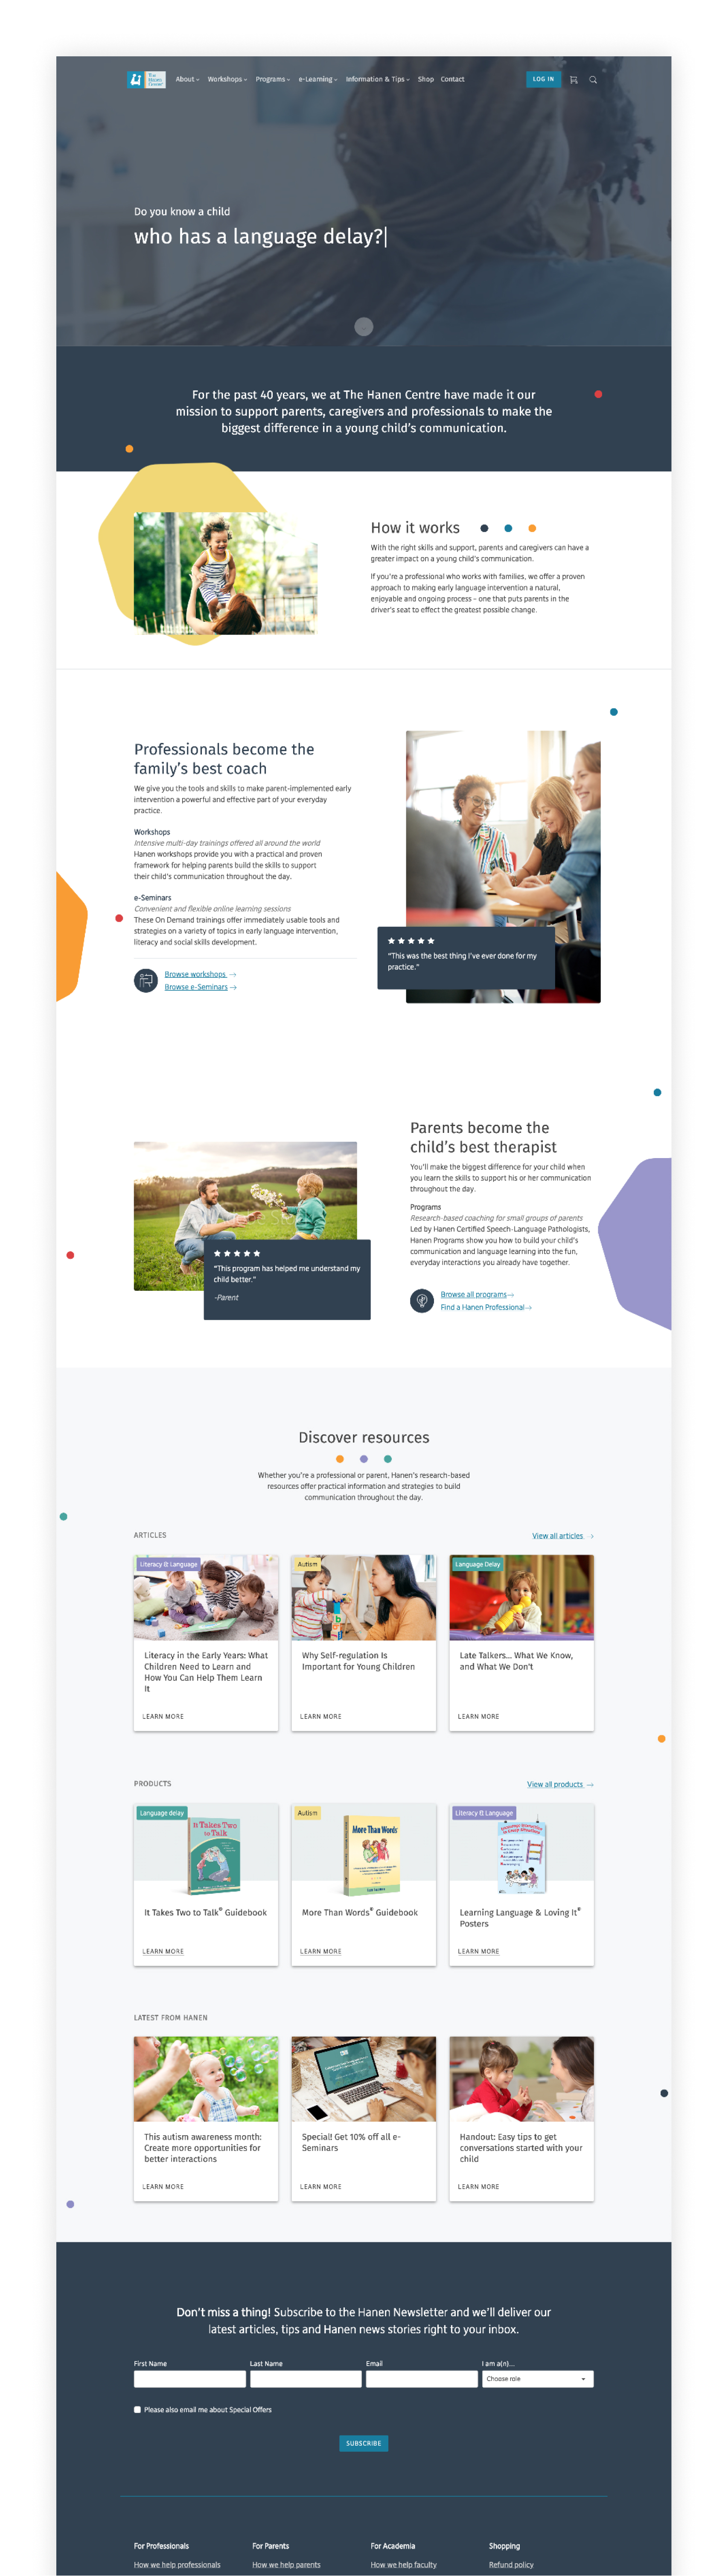 The Hanen Centre
About
Workshops
Programs
e-Learning
Information & Tips
Shop
Contact
LOG IN
Do you know a child
who has a language delay?|
For the past 40 years, we at The Hanen Centre have made it our
mission to support parents, caregivers and professionals to make the
biggest difference in a young child's communication.
How it works
With the right skills and support, parents and caregivers can have a
greater impact on a young child's communication.
If you're a professional who works with families, we offer a proven
approach to making early language intervention a natural,
enjoyable and ongoing process – one that puts parents in the
driver's seat to effect the greatest possible change.
Professionals become the
family's best coach
We give you the tools and skills to make parent-implemented early
intervention a powerful and effective part of your everyday
practice.
Workshops
Intensive multi-day trainings offered all around the world
Hanen workshops provide you with a practical and proven
framework for helping parents build the skills to support
their child's communication throughout the day.
e-Seminars
Convenient and flexible online learning sessions
These On Demand trainings offer immediately usable tools and
strategies on a variety of topics in early language intervention,
literacy and social skills development.
Browse workshops →
Browse e-Seminars →
★★★★★
"This was the best thing I've ever done for my
practice."
Parents become the
child's best therapist
You'll make the biggest difference for your child when
you learn the skills to support his or her communication
throughout the day.
Programs
Research-based coaching for small groups of parents
Led by Hanen Certified Speech-Language Pathologists,
Hanen Programs show you how to build your child's
communication and language learning into the fun,
everyday interactions you already have together.
Browse all programs→
Find a Hanen Professional→
★★★★★
"This program has helped me understand my
child better."
-Parent
Discover resources
Whether you're a professional or parent, Hanen's research-based
resources offer practical information and strategies to build
communication throughout the day.
ARTICLES
View all articles →
Literacy & Language
Literacy in the Early Years: What
Children Need to Learn and
How You Can Help Them Learn
It
LEARN MORE
Autism
Why Self-regulation Is
Important for Young Children
LEARN MORE
Language Delay
Late Talkers... What We Know,
and What We Don't
LEARN MORE
PRODUCTS
View all products →
Language delay
It Takes Two
to Talk
It Takes Two to Talk® Guidebook
LEARN MORE
Autism
More Than Words
More Than Words® Guidebook
LEARN MORE
Literacy & Language
Learning Language & Loving It®
Posters
LEARN MORE
LATEST FROM HANEN
This autism awareness month:
Create more opportunities for
better interactions
LEARN MORE
Special! Get 10% off all e-
Seminars
LEARN MORE
Handout: Easy tips to get
conversations started with your
child
LEARN MORE
Don't miss a thing! Subscribe to the Hanen Newsletter and we'll deliver our
latest articles, tips and Hanen news stories right to your inbox.
First Name
Last Name
Email
I am a(n)...
Choose role
Please also email me about Special Offers
SUBSCRIBE
For Professionals
For Parents
For Academia
Shopping
How we help professionals
How we help parents
How we help faculty
Refund policy